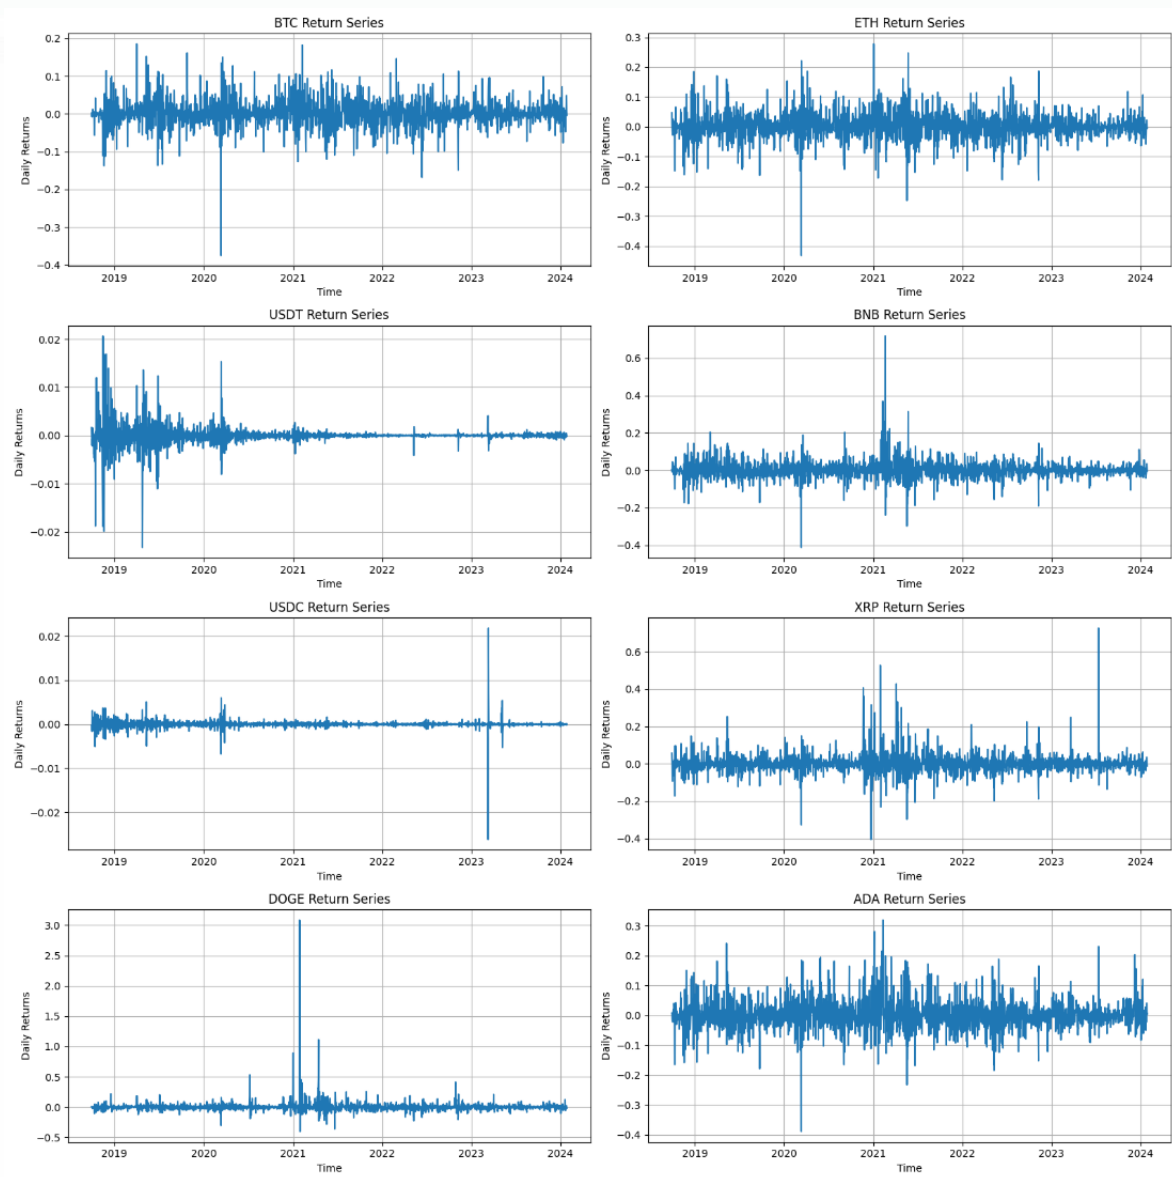 BTC Return Series
0.2
0.1
0.0
−0.1
−0.2
−0.3
−0.4
Daily Returns
2019 2020 2021 2022 2023 2024
Time
ETH Return Series
0.3
0.2
0.1
0.0
−0.1
−0.2
−0.3
−0.4
Daily Returns
2019 2020 2021 2022 2023 2024
Time
USDT Return Series
0.02
0.01
0.00
−0.01
−0.02
Daily Returns
2019 2020 2021 2022 2023 2024
Time
BNB Return Series
0.6
0.4
0.2
0.0
−0.2
−0.4
Daily Returns
2019 2020 2021 2022 2023 2024
Time
USDC Return Series
0.02
0.01
0.00
−0.01
−0.02
Daily Returns
2019 2020 2021 2022 2023 2024
Time
XRP Return Series
0.6
0.4
0.2
0.0
−0.2
−0.4
Daily Returns
2019 2020 2021 2022 2023 2024
Time
DOGE Return Series
3.0
2.5
2.0
1.5
1.0
0.5
0.0
−0.5
Daily Returns
2019 2020 2021 2022 2023 2024
Time
ADA Return Series
0.3
0.2
0.1
0.0
−0.1
−0.2
−0.3
−0.4
Daily Returns
2019 2020 2021 2022 2023 2024
Time